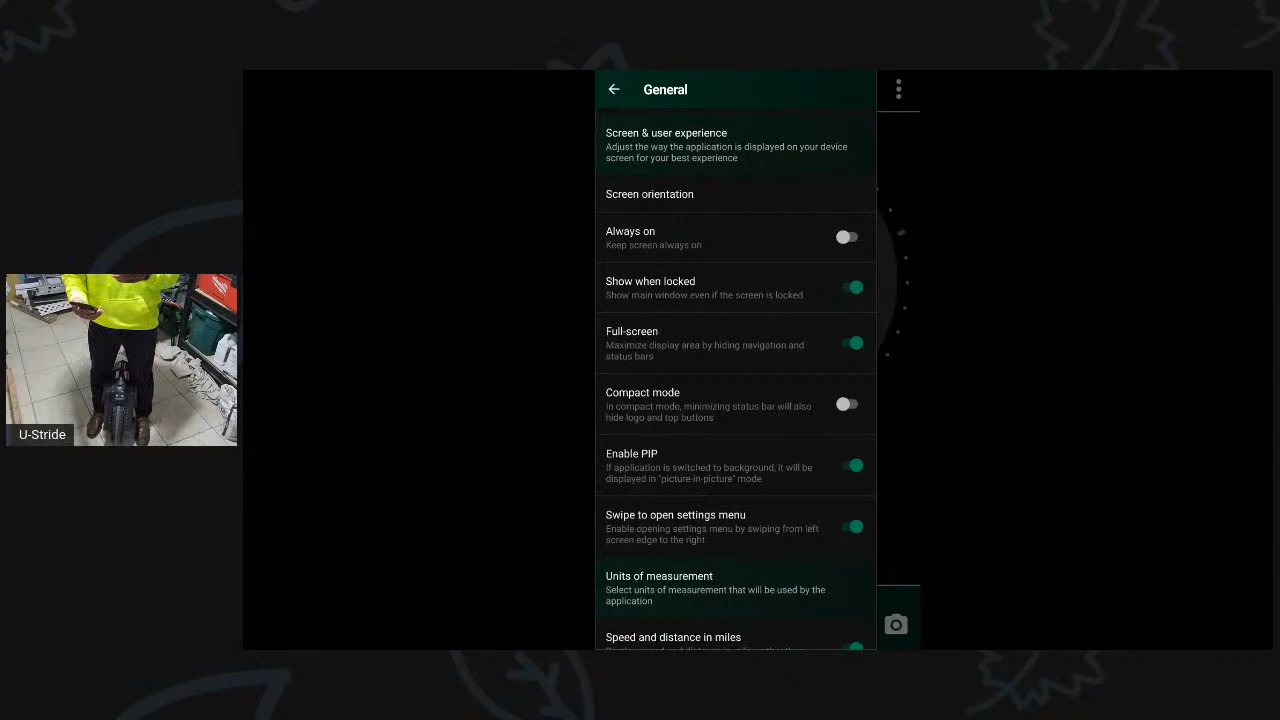 General
Screen & user experience
Adjust the way the application is displayed on your device
screen for your best experience
Screen orientation
Always on
Keep screen always on
Show when locked
Show main window even if the screen is locked
Full-screen
Maximize display area by hiding navigation and
status bars
Compact mode
In compact mode, minimizing status bar will also
hide logo and top buttons
Enable PIP
If application is switched to background, it will be
displayed in "picture-in-picture" mode
Swipe to open settings menu
Enable opening settings menu by swiping from left
screen edge to the right
Units of measurement
Select units of measurement that will be used by the
application
Speed and distance in miles
U-Stride